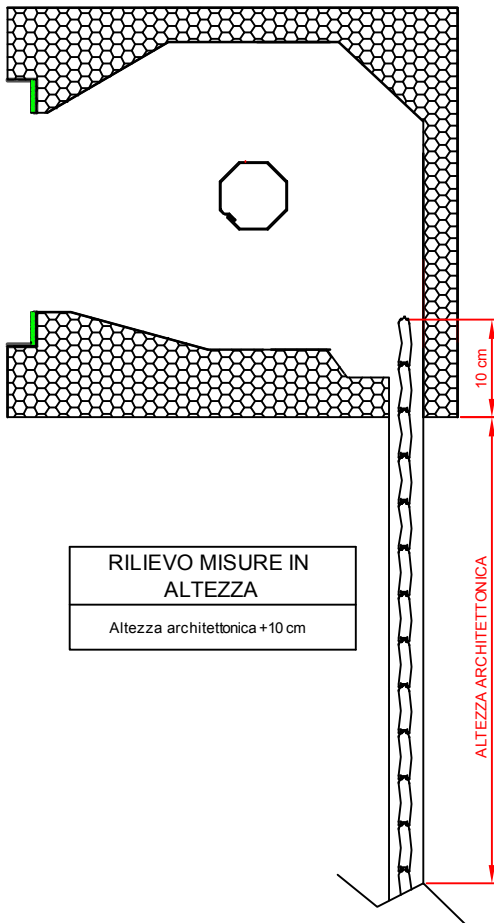 10 cm
RILIEVO MISURE IN
ALTEZZA
Altezza architettonica +10 cm
ALTEZZA ARCHITETTONICA